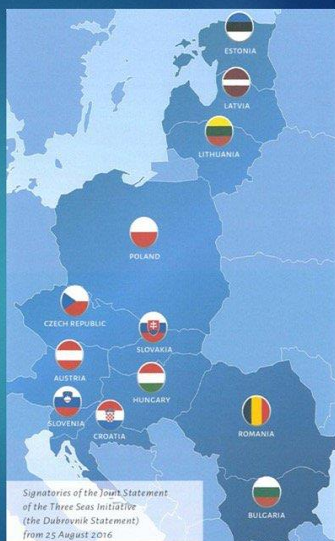 ESTONIA
LATVIA
LITHUANIA
POLAND
CZECH REPUBLIC
SLOVAKIA
AUSTRIA
HUNGARY
SLOVENIA
CROATIA
ROMANIA
BULGARIA
Signatories of the Joint Statement
of the Three Seas Initiative
(the Dubrovnik Statement)
from 25 August 2016